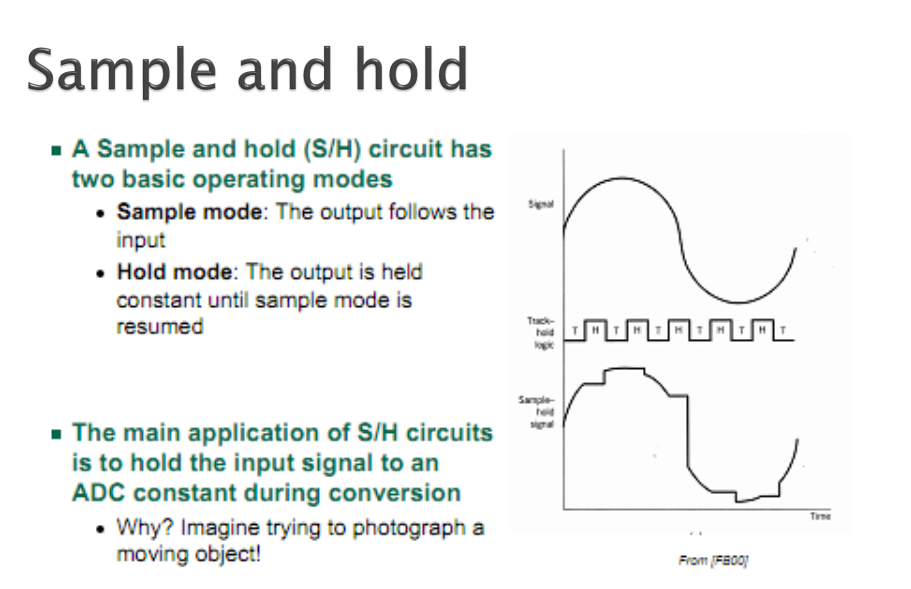 Sample and hold
A Sample and hold (S/H) circuit has
two basic operating modes
Sample mode: The output follows the
input
Hold mode: The output is held
constant until sample mode is
resumed
The main application of S/H circuits
is to hold the input signal to an
ADC constant during conversion
Why? Imagine trying to photograph a
moving object!
Signal
Track–
hold
logic
T H T H T H T H T H T
Sample–
hold
signal
Time
From [FB00]